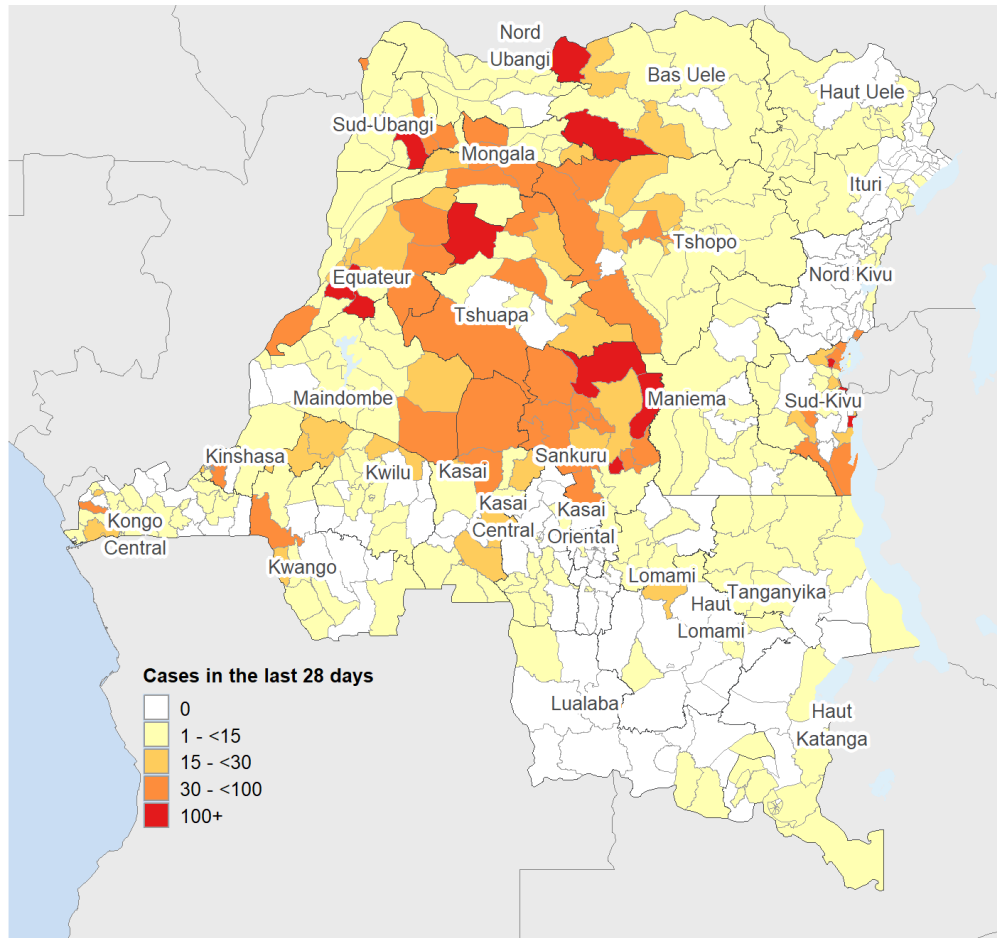 Nord
Ubangi
Bas Uele
Haut Uele
Sud-Ubangi
Mongala
Ituri
Tshopo
Equateur
Nord Kivu
Tshuapa
Maindombe
Maniema
Sud-Kivu
Kinshasa
Kwilu
Kasai
Sankuru
Kasai
Central
Kasai
Oriental
Kongo
Central
Kwango
Lomami
Tanganyika
Haut
Lomami
Lualaba
Haut
Katanga
Cases in the last 28 days
0
1 - <15
15 - <30
30 - <100
100+